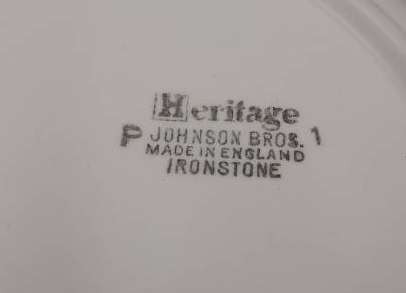 Heritage
P JOHNSON BROS. 1
MADE IN ENGLAND
IRONSTONE